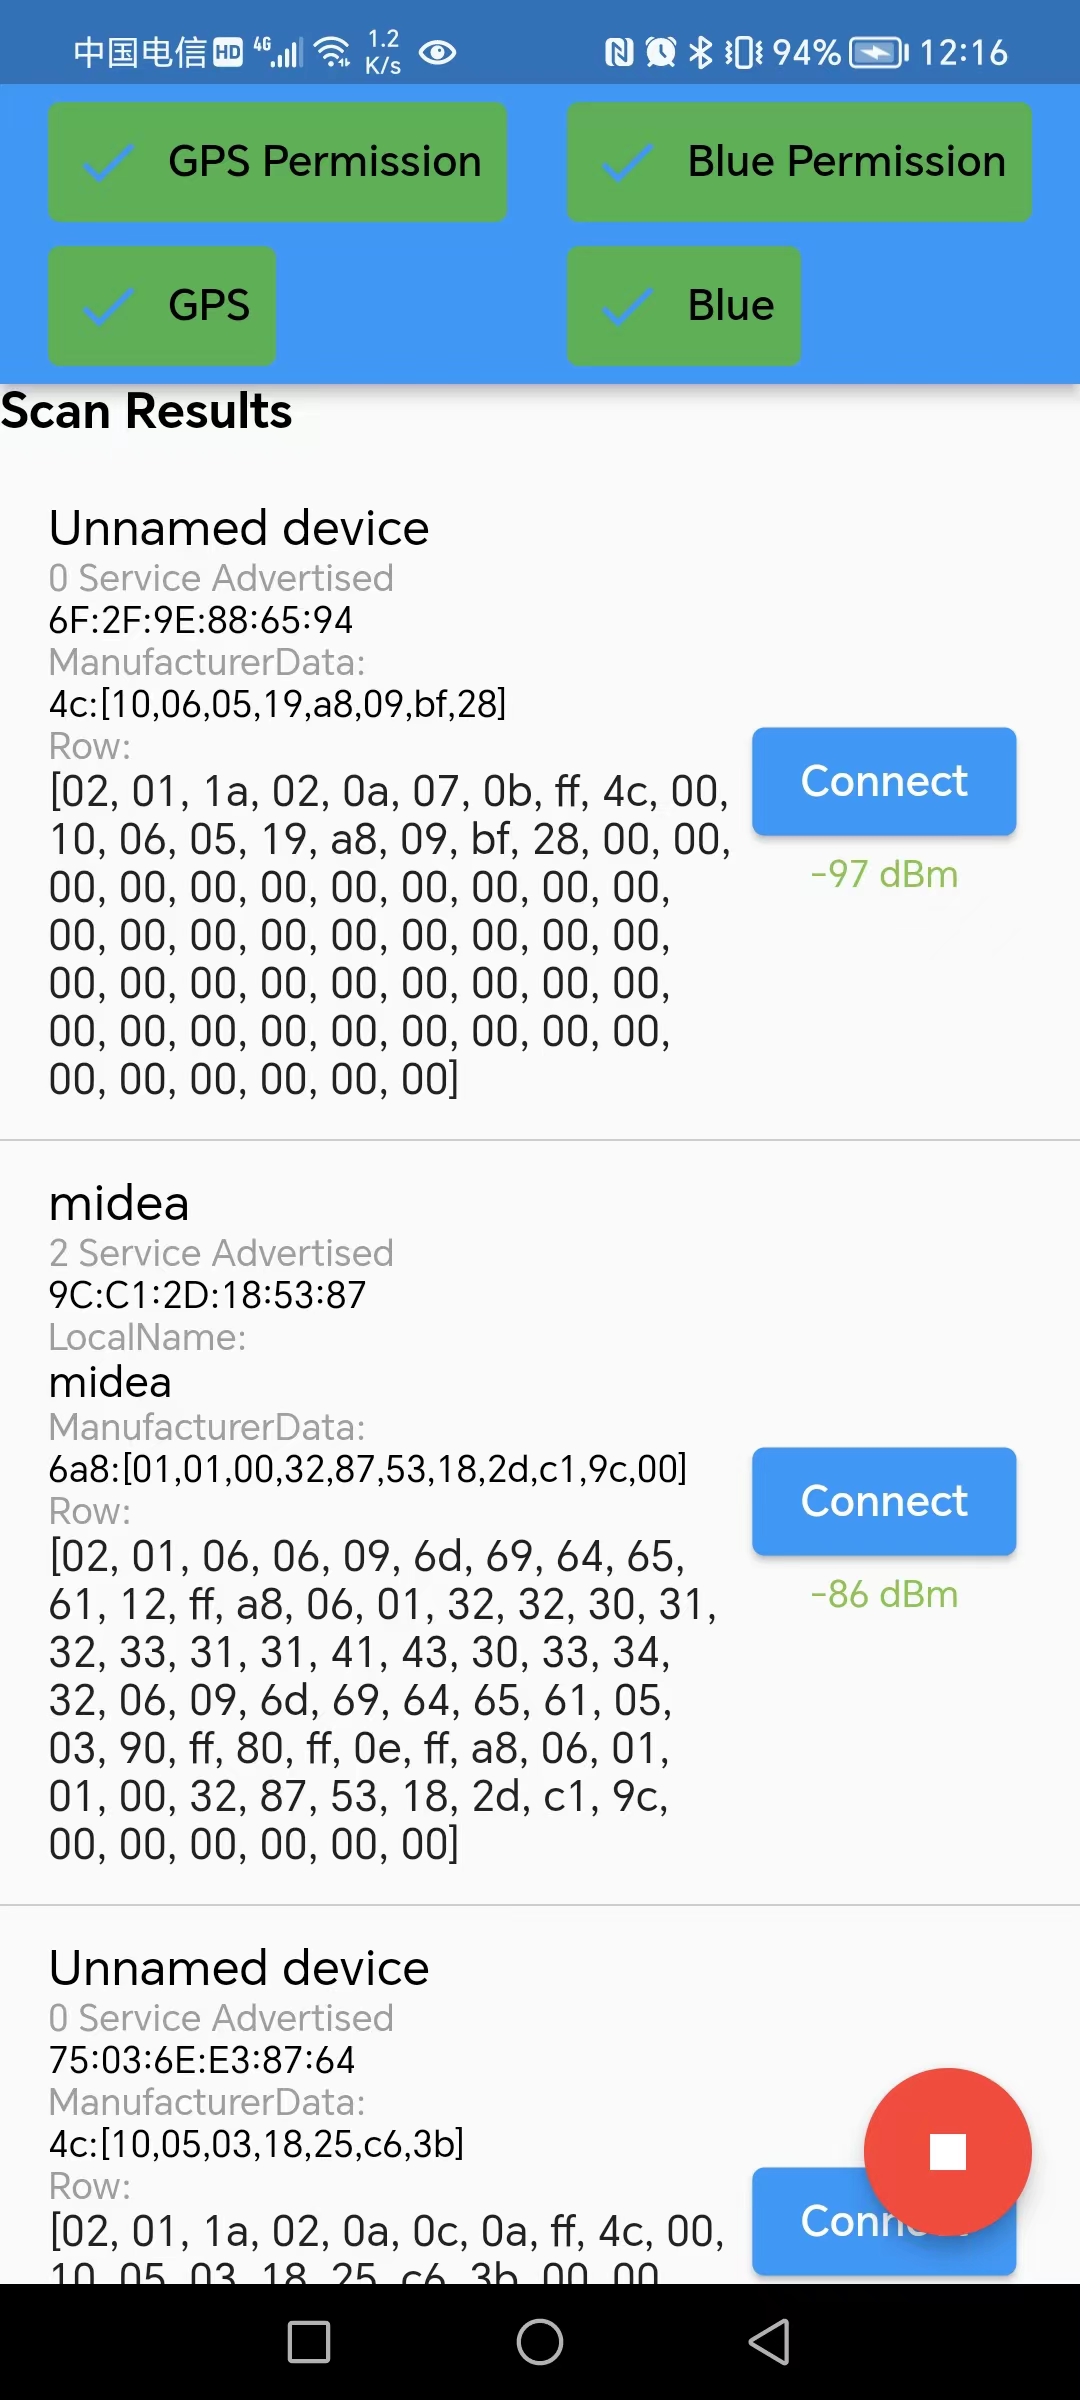 中国电信 HD 4G 1.2 K/s 94% 12:16
GPS Permission
Blue Permission
GPS
Blue
Scan Results
Unnamed device
0 Service Advertised
6F:2F:9E:88:65:94
ManufacturerData:
4c:[10,06,05,19,a8,09,bf,28]
Row:
[02, 01, 1a, 02, 0a, 07, 0b, ff, 4c, 00,
10, 06, 05, 19, a8, 09, bf, 28, 00, 00,
00, 00, 00, 00, 00, 00, 00, 00, 00,
00, 00, 00, 00, 00, 00, 00, 00, 00,
00, 00, 00, 00, 00, 00, 00, 00, 00,
00, 00, 00, 00, 00, 00, 00, 00, 00,
00, 00, 00, 00, 00, 00]
Connect
-97 dBm
midea
2 Service Advertised
9C:C1:2D:18:53:87
LocalName:
midea
ManufacturerData:
6a8:[01,01,00,32,87,53,18,2d,c1,9c,00]
Row:
[02, 01, 06, 06, 09, 6d, 69, 64, 65,
61, 12, ff, a8, 06, 01, 32, 32, 30, 31,
32, 33, 31, 31, 41, 43, 30, 33, 34,
32, 06, 09, 6d, 69, 64, 65, 61, 05,
03, 90, ff, 80, ff, 0e, ff, a8, 06, 01,
01, 00, 32, 87, 53, 18, 2d, c1, 9c,
00, 00, 00, 00, 00, 00]
Connect
-86 dBm
Unnamed device
0 Service Advertised
75:03:6E:E3:87:64
ManufacturerData:
4c:[10,05,03,18,25,c6,3b]
Row:
[02, 01, 1a, 02, 0a, 0c, 0a, ff, 4c, 00,
10, 05, 03, 18, 25, c6, 3b, 00, 00,